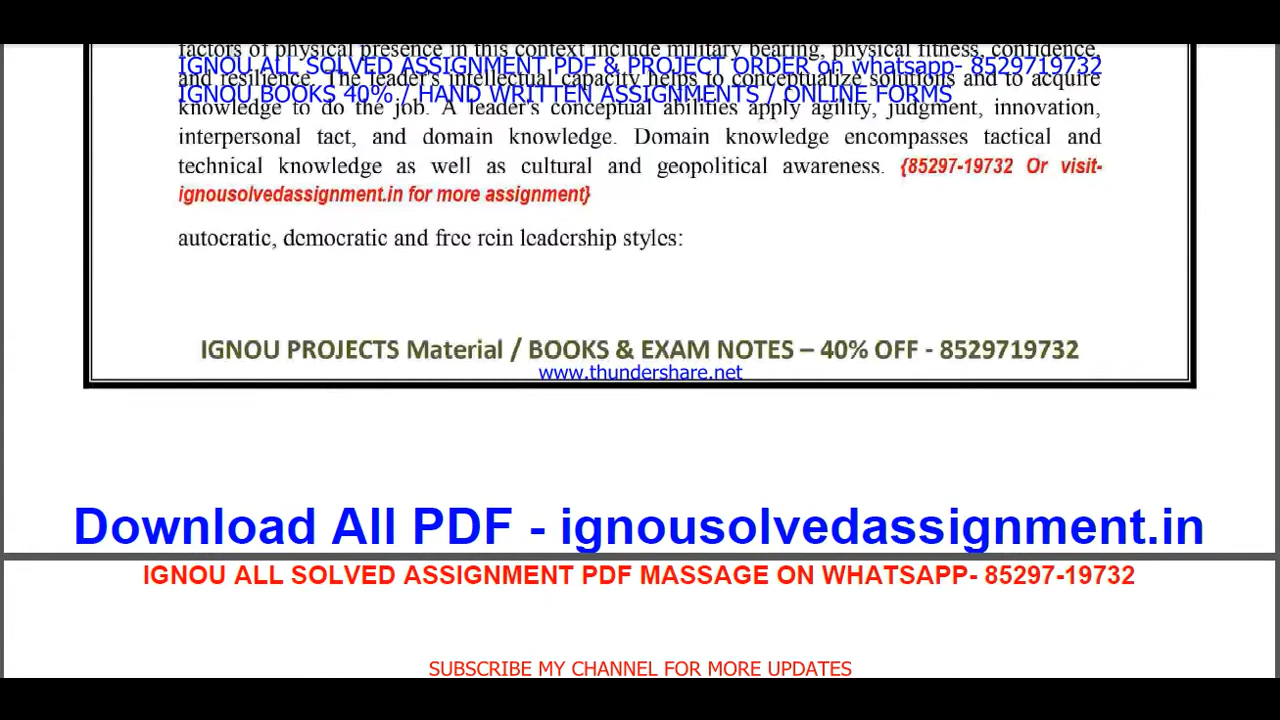 factors of physical presence in this context include military bearing, physical fitness, confidence,
IGNOU ALL SOLVED ASSIGNMENT PDF & PROJECT ORDER on whatsapp- 8529719732
and resilience. The leader's intellectual capacity helps to conceptualize solutions and to acquire
IGNOU BOOKS 40% / HAND WRITTEN ASSIGNMENTS / ONLINE FORMS
knowledge to do the job. A leader's conceptual abilities apply agility, judgment, innovation,
interpersonal tact, and domain knowledge. Domain knowledge encompasses tactical and
technical knowledge as well as cultural and geopolitical awareness. {85297-19732 Or visit-
ignousolvedassignment.in for more assignment}
autocratic, democratic and free rein leadership styles:
IGNOU PROJECTS Material / BOOKS & EXAM NOTES – 40% OFF - 8529719732
www.thundershare.net
Download All PDF - ignousolvedassignment.in
IGNOU ALL SOLVED ASSIGNMENT PDF MASSAGE ON WHATSAPP- 85297-19732
SUBSCRIBE MY CHANNEL FOR MORE UPDATES